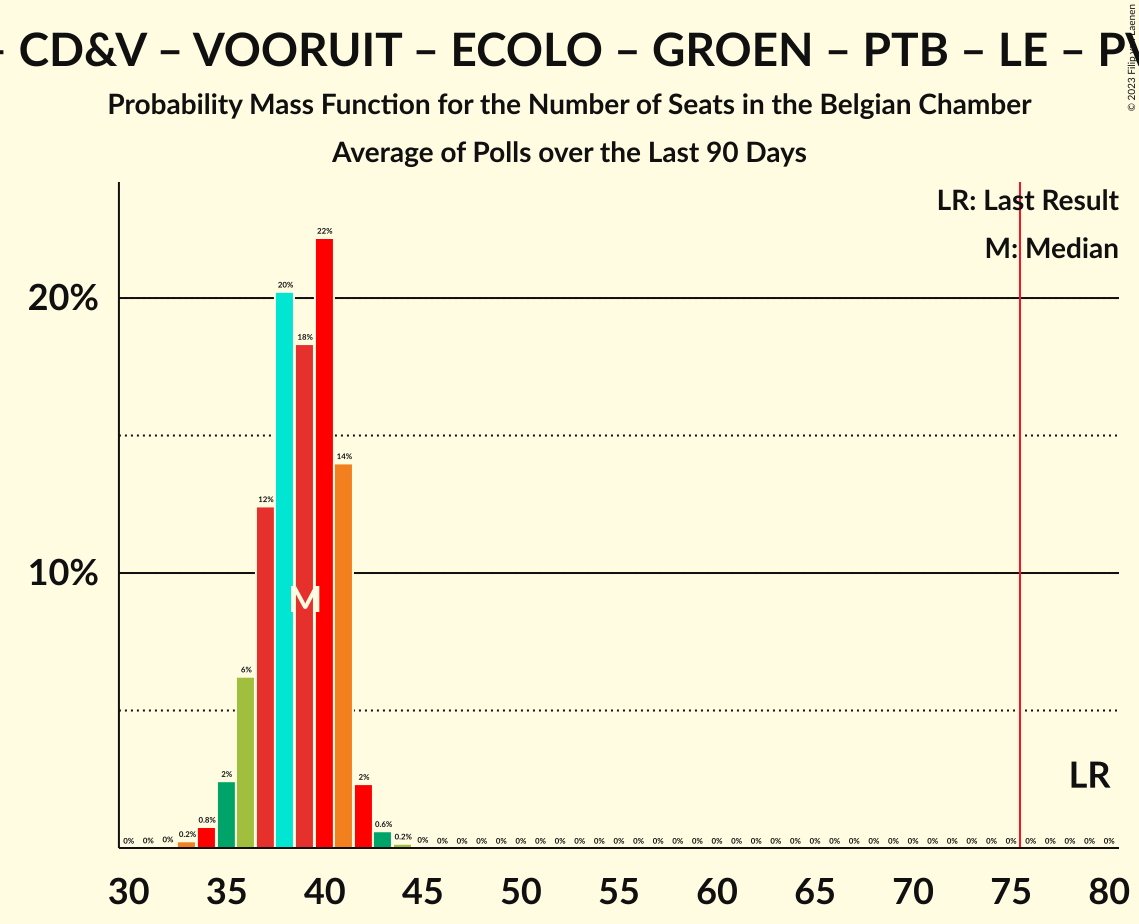 – CD&V – VOORUIT – ECOLO – GROEN – PTB – LE –
Probability Mass Function for the Number of Seats in the Belgian Chamber
Average of Polls over the Last 90 Days
© 2023 Filip van Laenen
LR: Last Result
M: Median
22%
20%
20%
18%
14%
12%
10%
M
6%
2% 2%
LR
0% 0% 0% 0.2% 0.8% 0.6% 0.2% 0% 0% 0% 0% 0% 0% 0% 0% 0% 0% 0% 0% 0% 0% 0% 0% 0% 0% 0% 0% 0% 0% 0% 0% 0% 0% 0% 0% 0% 0% 0% 0% 0% 0% 0% 0%
30 35 40 45 50 55 60 65 70 75 80